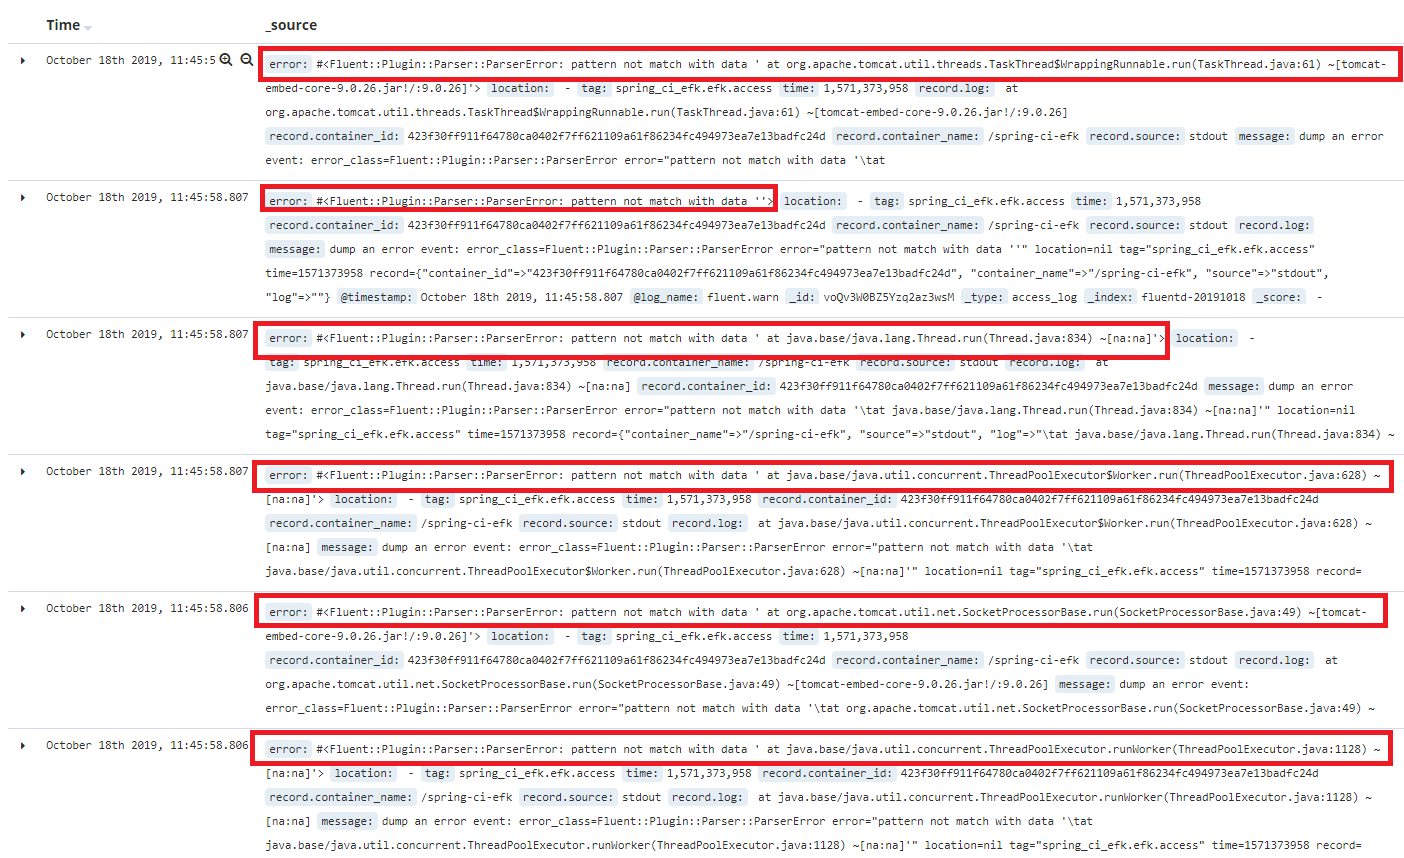 Time _source
October 18th 2019, 11:45:5 error: #<Fluent::Plugin::Parser::ParserError: pattern not match with data ' at org.apache.tomcat.util.threads.TaskThread$WrappingRunnable.run(TaskThread.java:61) ~[tomcat-
embed-core-9.0.26.jar!/:9.0.26]'> location: - tag: spring_ci_efk.efk.access time: 1,571,373,958 record.log: at
org.apache.tomcat.util.threads.TaskThread$WrappingRunnable.run(TaskThread.java:61) ~[tomcat-embed-core-9.0.26.jar!/:9.0.26]
record.container_id: 423f30ff911f64780ca0402f7ff621109a61f86234fc494973ea7e13badfc24d record.container_name: /spring-ci-efk record.source: stdout message: dump an error
event: error_class=Fluent::Plugin::Parser::ParserError error="pattern not match with data '\tat
October 18th 2019, 11:45:58.807 error: #<Fluent::Plugin::Parser::ParserError: pattern not match with data ''> location: - tag: spring_ci_efk.efk.access time: 1,571,373,958
record.container_id: 423f30ff911f64780ca0402f7ff621109a61f86234fc494973ea7e13badfc24d record.container_name: /spring-ci-efk record.source: stdout record.log:
message: dump an error event: error_class=Fluent::Plugin::Parser::ParserError error="pattern not match with data ''" location=nil tag="spring_ci_efk.efk.access"
time=1571373958 record={"container_id"=>"423f30ff911f64780ca0402f7ff621109a61f86234fc494973ea7e13badfc24d", "container_name"=>"/spring-ci-efk", "source"=>"stdout",
"log"=>""} @timestamp: October 18th 2019, 11:45:58.807 @log_name: fluent.warn _id: voQv3W0BZ5Yzq2az3wsM _type: access_log _index: fluentd-20191018 _score: -
October 18th 2019, 11:45:58.807 error: #<Fluent::Plugin::Parser::ParserError: pattern not match with data ' at java.base/java.lang.Thread.run(Thread.java:834) ~[na:na]'> location: -
tag: spring_ci_efk.efk.access time: 1,571,373,958 record.container_name: /spring-ci-efk record.source: stdout record.log: at
java.base/java.lang.Thread.run(Thread.java:834) ~[na:na] record.container_id: 423f30ff911f64780ca0402f7ff621109a61f86234fc494973ea7e13badfc24d message: dump an error
event: error_class=Fluent::Plugin::Parser::ParserError error="pattern not match with data '\tat java.base/java.lang.Thread.run(Thread.java:834) ~[na:na]'" location=nil
tag="spring_ci_efk.efk.access" time=1571373958 record={"container_name"=>"/spring-ci-efk", "source"=>"stdout", "log"=>"\tat java.base/java.lang.Thread.run(Thread.java:834) ~
October 18th 2019, 11:45:58.807 error: #<Fluent::Plugin::Parser::ParserError: pattern not match with data ' at java.base/java.util.concurrent.ThreadPoolExecutor$Worker.run(ThreadPoolExecutor.java:628) ~
[na:na]'> location: - tag: spring_ci_efk.efk.access time: 1,571,373,958 record.container_id: 423f30ff911f64780ca0402f7ff621109a61f86234fc494973ea7e13badfc24d
record.container_name: /spring-ci-efk record.source: stdout record.log: at java.base/java.util.concurrent.ThreadPoolExecutor$Worker.run(ThreadPoolExecutor.java:628) ~
[na:na] message: dump an error event: error_class=Fluent::Plugin::Parser::ParserError error="pattern not match with data '\tat
java.base/java.util.concurrent.ThreadPoolExecutor$Worker.run(ThreadPoolExecutor.java:628) ~[na:na]'" location=nil tag="spring_ci_efk.efk.access" time=1571373958 record=
October 18th 2019, 11:45:58.806 error: #<Fluent::Plugin::Parser::ParserError: pattern not match with data ' at org.apache.tomcat.util.net.SocketProcessorBase.run(SocketProcessorBase.java:49) ~[tomcat-
embed-core-9.0.26.jar!/:9.0.26]'> location: - tag: spring_ci_efk.efk.access time: 1,571,373,958
record.container_id: 423f30ff911f64780ca0402f7ff621109a61f86234fc494973ea7e13badfc24d record.container_name: /spring-ci-efk record.source: stdout record.log: at
org.apache.tomcat.util.net.SocketProcessorBase.run(SocketProcessorBase.java:49) ~[tomcat-embed-core-9.0.26.jar!/:9.0.26] message: dump an error event:
error_class=Fluent::Plugin::Parser::ParserError error="pattern not match with data '\tat org.apache.tomcat.util.net.SocketProcessorBase.run(SocketProcessorBase.java:49) ~
October 18th 2019, 11:45:58.806 error: #<Fluent::Plugin::Parser::ParserError: pattern not match with data ' at java.base/java.util.concurrent.ThreadPoolExecutor.runWorker(ThreadPoolExecutor.java:1128) ~
[na:na]'> location: - tag: spring_ci_efk.efk.access time: 1,571,373,958 record.container_id: 423f30ff911f64780ca0402f7ff621109a61f86234fc494973ea7e13badfc24d
record.container_name: /spring-ci-efk record.source: stdout record.log: at java.base/java.util.concurrent.ThreadPoolExecutor.runWorker(ThreadPoolExecutor.java:1128) ~
[na:na] message: dump an error event: error_class=Fluent::Plugin::Parser::ParserError error="pattern not match with data '\tat
java.base/java.util.concurrent.ThreadPoolExecutor.runWorker(ThreadPoolExecutor.java:1128) ~[na:na]'" location=nil tag="spring_ci_efk.efk.access" time=1571373958 record=